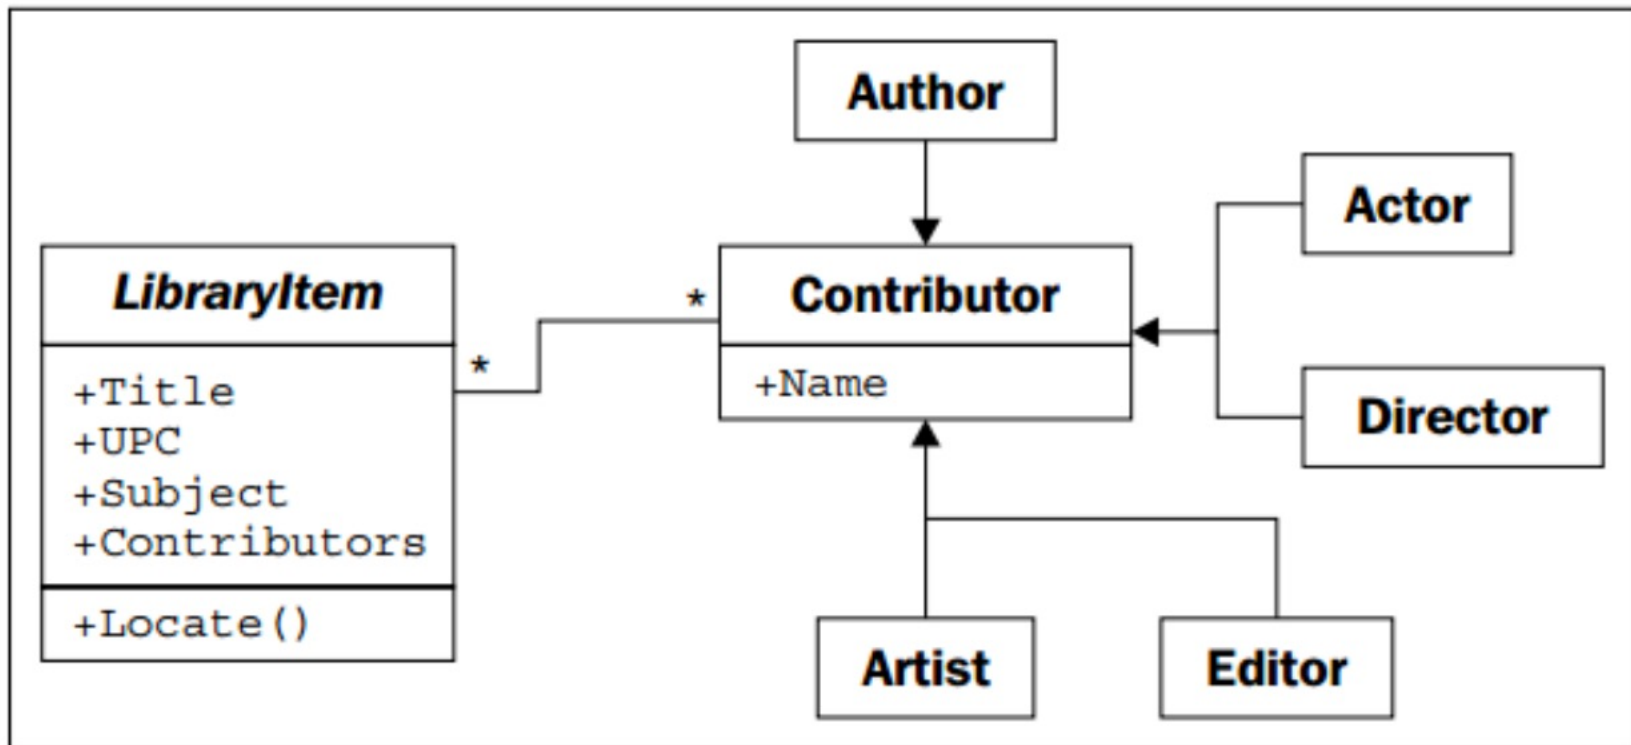 Author
Actor
LibraryItem
+Title
+UPC
+Subject
+Contributors
+Locate()
*
*
Contributor
+Name
Director
Artist
Editor